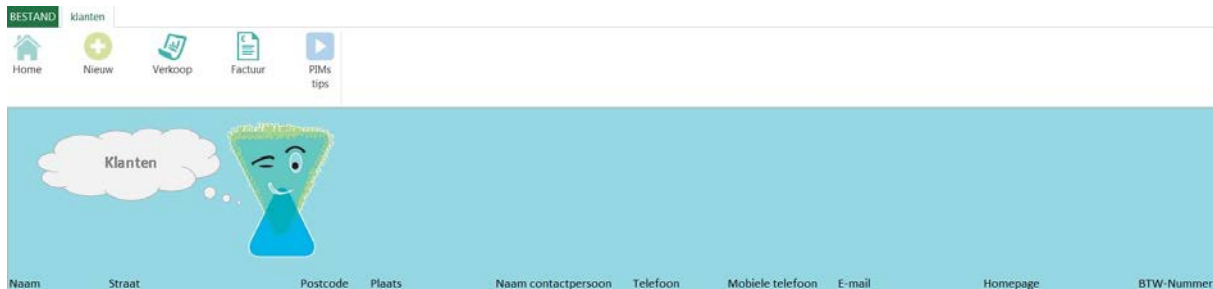 BESTAND klanten
Home Nieuw Verkoop Factuur PIMs
tips
Klanten
Naam Straat Postcode Plaats Naam contactpersoon Telefoon Mobiele telefoon E-mail Homepage BTW-Nummer